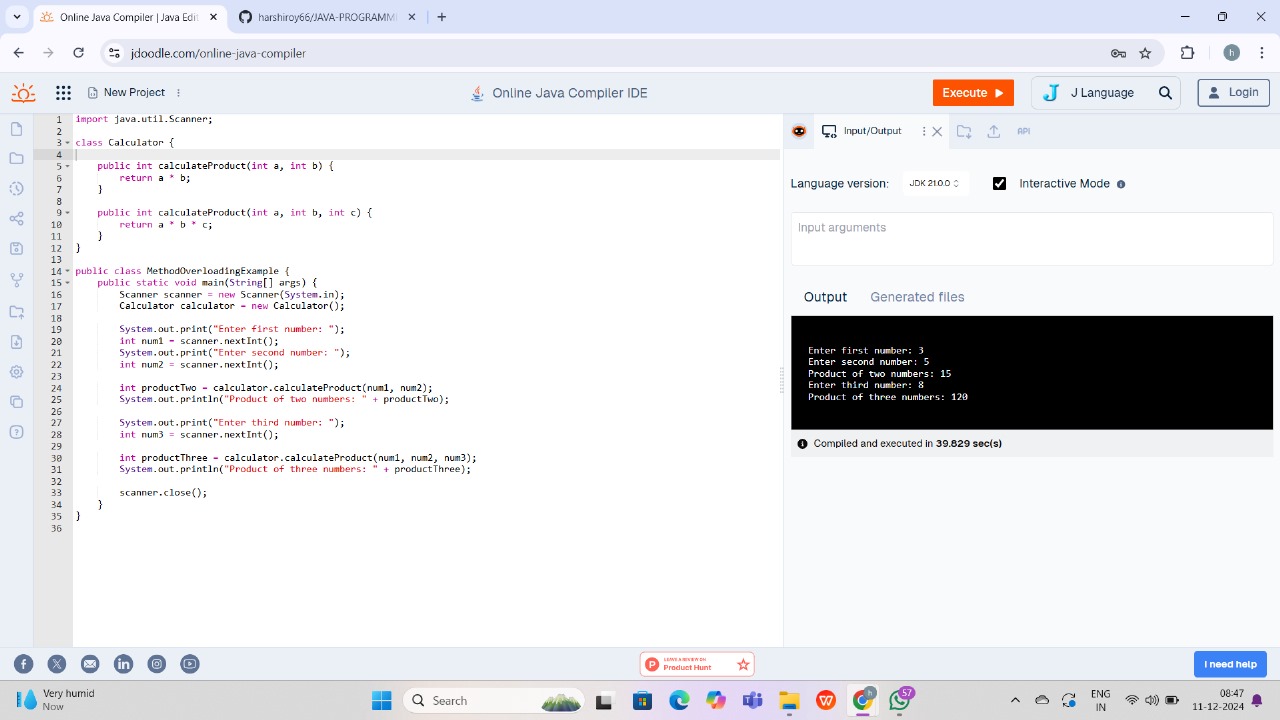 Online Java Compiler | Java Edit
harshiroy66/JAVA-PROGRAMMI
jdoodle.com/online-java-compiler
h
New Project
Online Java Compiler IDE
Execute
J Language
Login
1 import java.util.Scanner;
2
3 class Calculator {
4
5 public int calculateProduct(int a, int b) {
6 return a * b;
7 }
8
9 public int calculateProduct(int a, int b, int c) {
10 return a * b * c;
11 }
12 }
13
14 public class MethodOverloadingExample {
15 public static void main(String[] args) {
16 Scanner scanner = new Scanner(System.in);
17 Calculator calculator = new Calculator();
18
19 System.out.print("Enter first number: ");
20 int num1 = scanner.nextInt();
21 System.out.print("Enter second number: ");
22 int num2 = scanner.nextInt();
23
24 int productTwo = calculator.calculateProduct(num1, num2);
25 System.out.println("Product of two numbers: " + productTwo);
26
27 System.out.print("Enter third number: ");
28 int num3 = scanner.nextInt();
29
30 int productThree = calculator.calculateProduct(num1, num2, num3);
31 System.out.println("Product of three numbers: " + productThree);
32
33 scanner.close();
34 }
35 }
36
Input/Output
API
Language version:
JDK 21.0.0
Interactive Mode
Input arguments
Output
Generated files
Enter first number: 3
Enter second number: 5
Product of two numbers: 15
Enter third number: 8
Product of three numbers: 120
Compiled and executed in 39.829 sec(s)
LEAVE A REVIEW ON
Product Hunt
I need help
Very humid
Now
Search
h
57
ENG
IN
08:47
11-12-2024